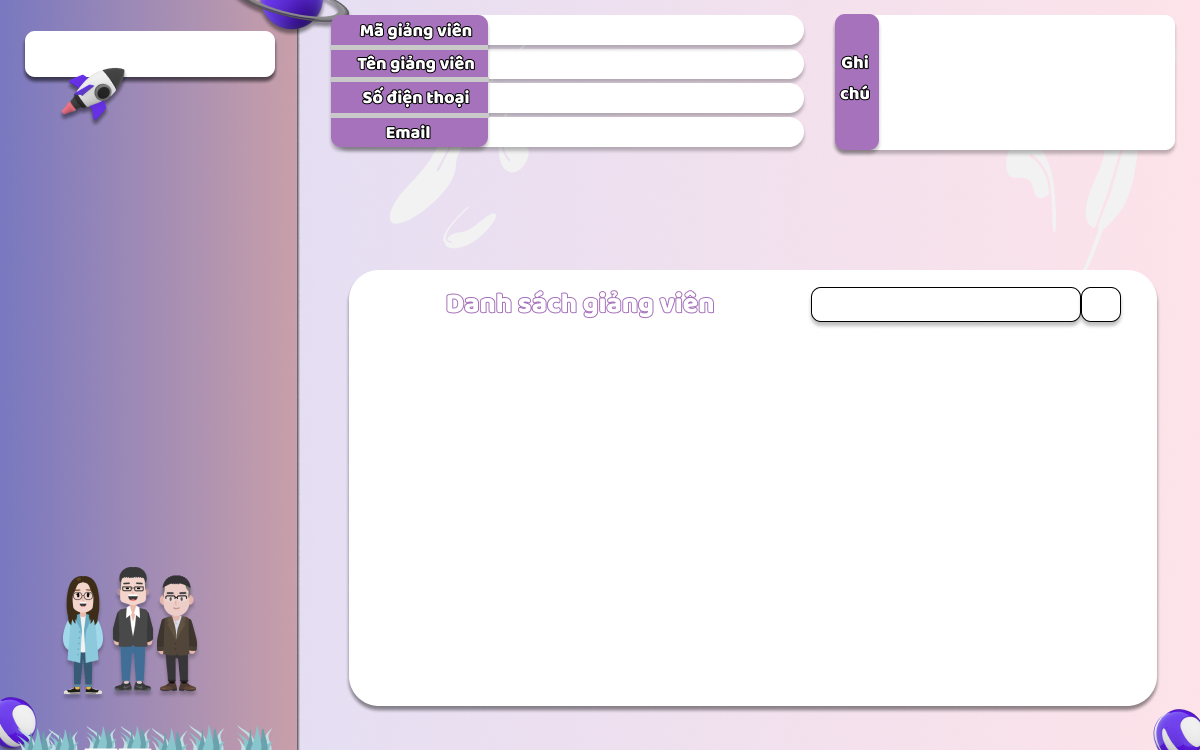 Mã giảng viên
Tên giảng viên
Số điện thoại
Email
Ghi
chú
Danh sách giảng viên